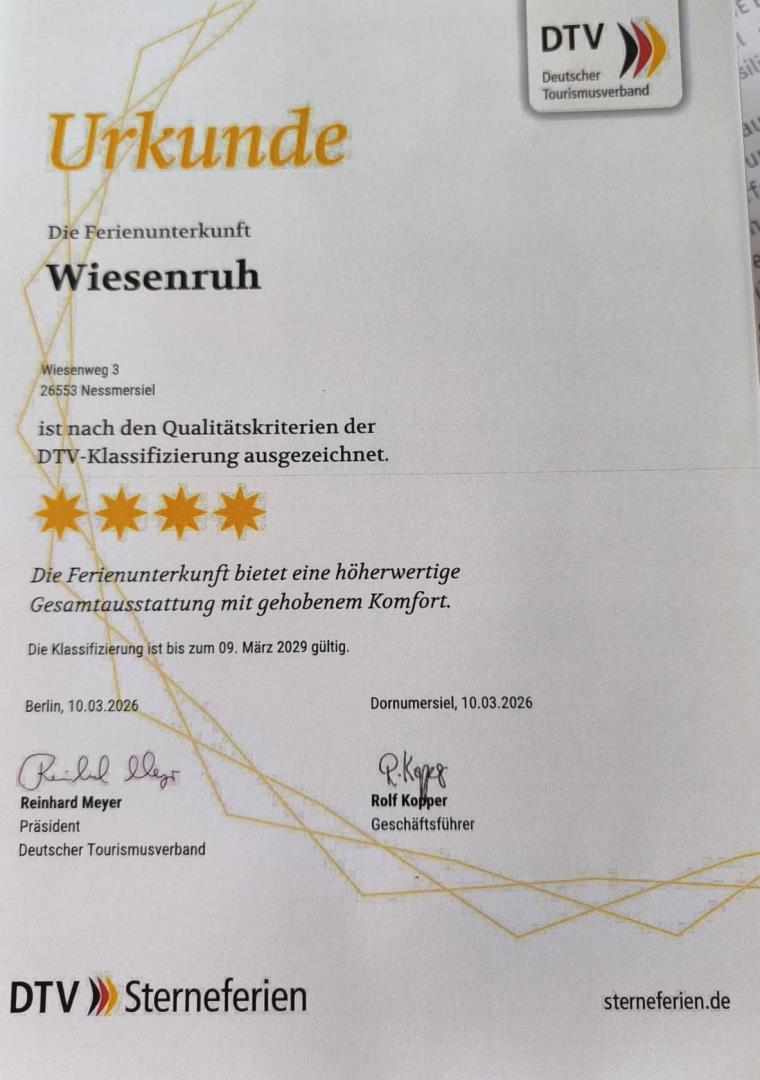 DTV
Deutscher
Tourismusverband
Urkunde
Die Ferienunterkunft
Wiesenruh
Wiesenweg 3
26553 Nessmersiel
ist nach den Qualitätskriterien der
DTV-Klassifizierung ausgezeichnet.
Die Ferienunterkunft bietet eine höherwertige
Gesamtausstattung mit gehobenem Komfort.
Die Klassifizierung ist bis zum 09. März 2029 gültig.
Berlin, 10.03.2026
Dornumersiel, 10.03.2026
R. Kopper
Reinhard Meyer
Rolf Kopper
Präsident
Geschäftsführer
Deutscher Tourismusverband
DTV Sterneferien
sterneferien.de